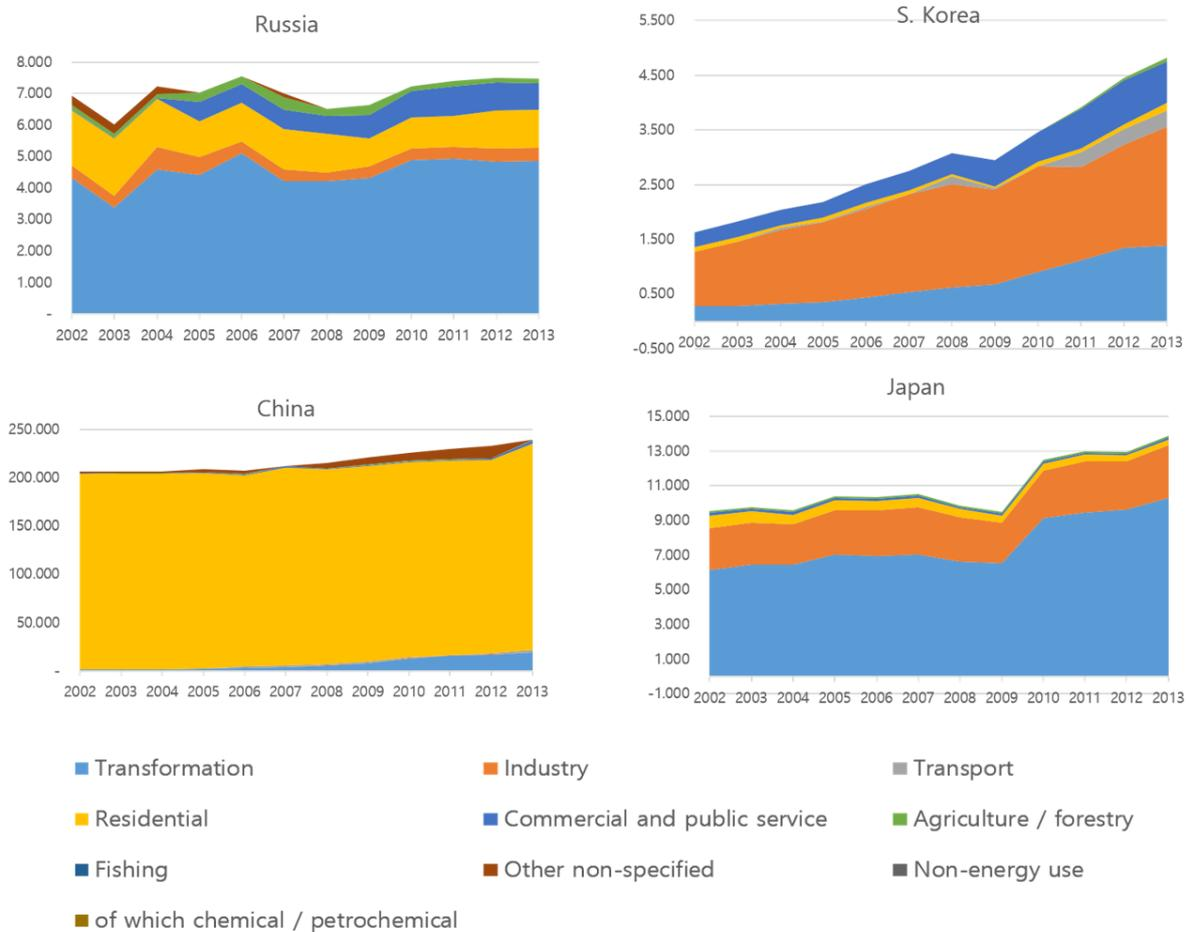 Russia
8.000
7.000
6.000
5.000
4.000
3.000
2.000
1.000
-
2002 2003 2004 2005 2006 2007 2008 2009 2010 2011 2012 2013
S. Korea
5.500
4.500
3.500
2.500
1.500
0.500
-0.500
2002 2003 2004 2005 2006 2007 2008 2009 2010 2011 2012 2013
China
250.000
200.000
150.000
100.000
50.000
-
2002 2003 2004 2005 2006 2007 2008 2009 2010 2011 2012 2013
Japan
15.000
13.000
11.000
9.000
7.000
5.000
3.000
1.000
-1.000
2002 2003 2004 2005 2006 2007 2008 2009 2010 2011 2012 2013
Transformation Industry Transport
Residential Commercial and public service Agriculture / forestry
Fishing Other non-specified Non-energy use
of which chemical / petrochemical